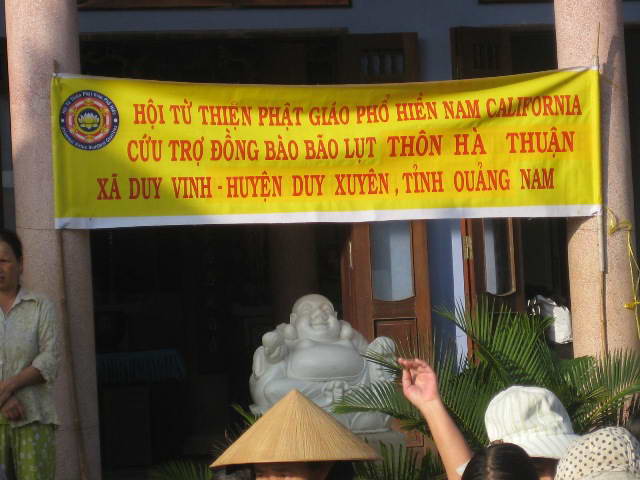 HỘI TỪ THIỆN PHẬT GIÁO PHỔ HIỀN NAM CALIFORNIA
CỨU TRỢ ĐỒNG BÀO BÃO LỤT THÔN HÀ THUẬN
XÃ DUY VINH - HUYỆN DUY XUYÊN, TỈNH QUẢNG NAM